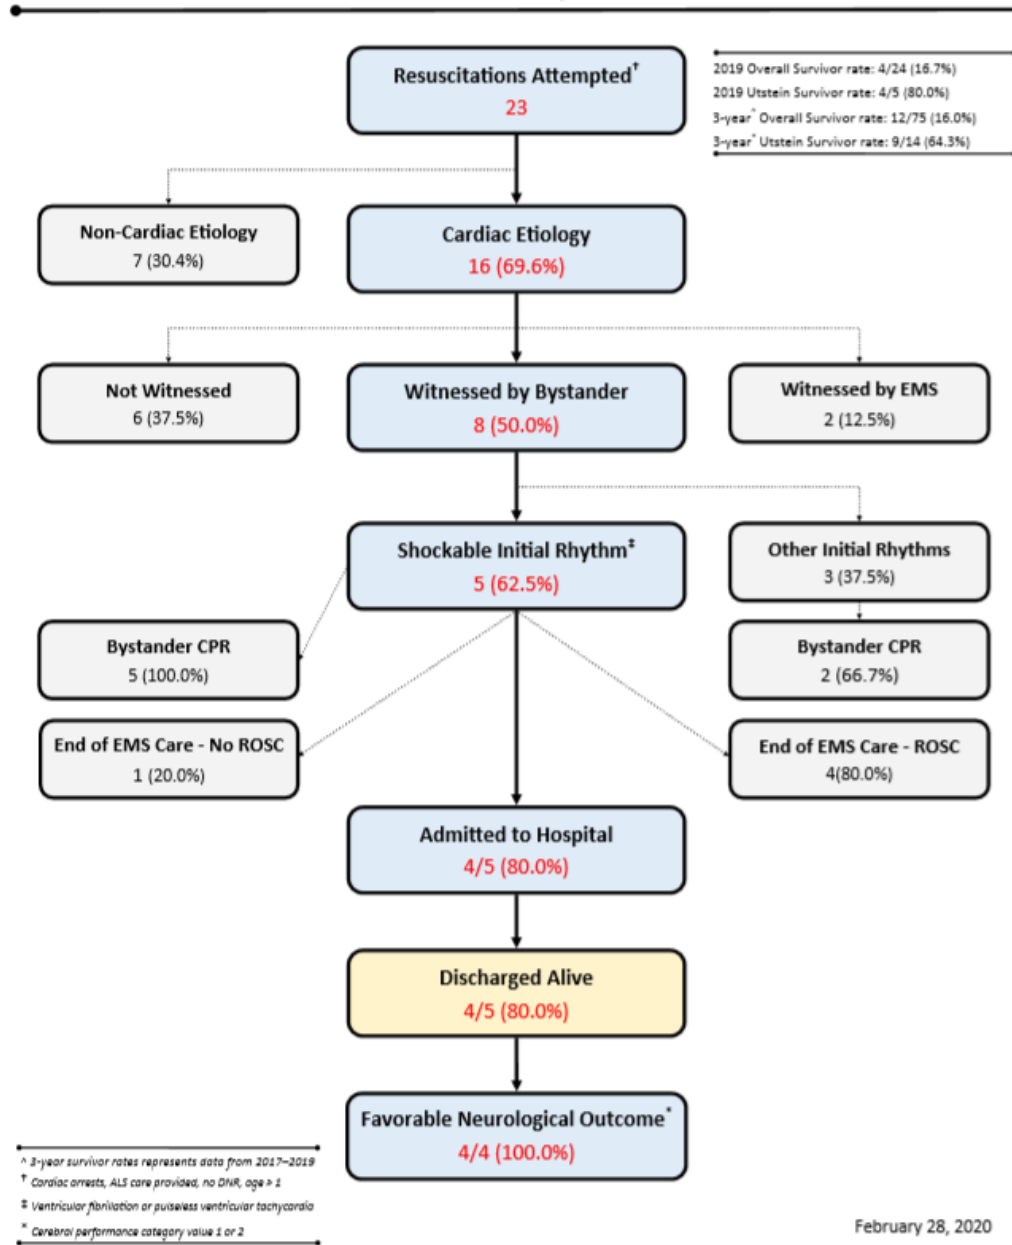 Resuscitations Attempted†
23
2019 Overall Survivor rate: 4/24 (16.7%)
2019 Utstein Survivor rate: 4/5 (80.0%)
3-year^ Overall Survivor rate: 12/75 (16.0%)
3-year^ Utstein Survivor rate: 9/14 (64.3%)
Non-Cardiac Etiology
7 (30.4%)
Cardiac Etiology
16 (69.6%)
Not Witnessed
6 (37.5%)
Witnessed by Bystander
8 (50.0%)
Witnessed by EMS
2 (12.5%)
Shockable Initial Rhythm‡
5 (62.5%)
Other Initial Rhythms
3 (37.5%)
Bystander CPR
5 (100.0%)
Bystander CPR
2 (66.7%)
End of EMS Care - No ROSC
1 (20.0%)
End of EMS Care - ROSC
4(80.0%)
Admitted to Hospital
4/5 (80.0%)
Discharged Alive
4/5 (80.0%)
Favorable Neurological Outcome*
4/4 (100.0%)
^ 3-year survivor rates represents data from 2017–2019
† Cardiac arrests, ALS care provided, no DNR, age > 1
‡ Ventricular fibrillation or pulseless ventricular tachycardia
* Cerebral performance category value 1 or 2
February 28, 2020